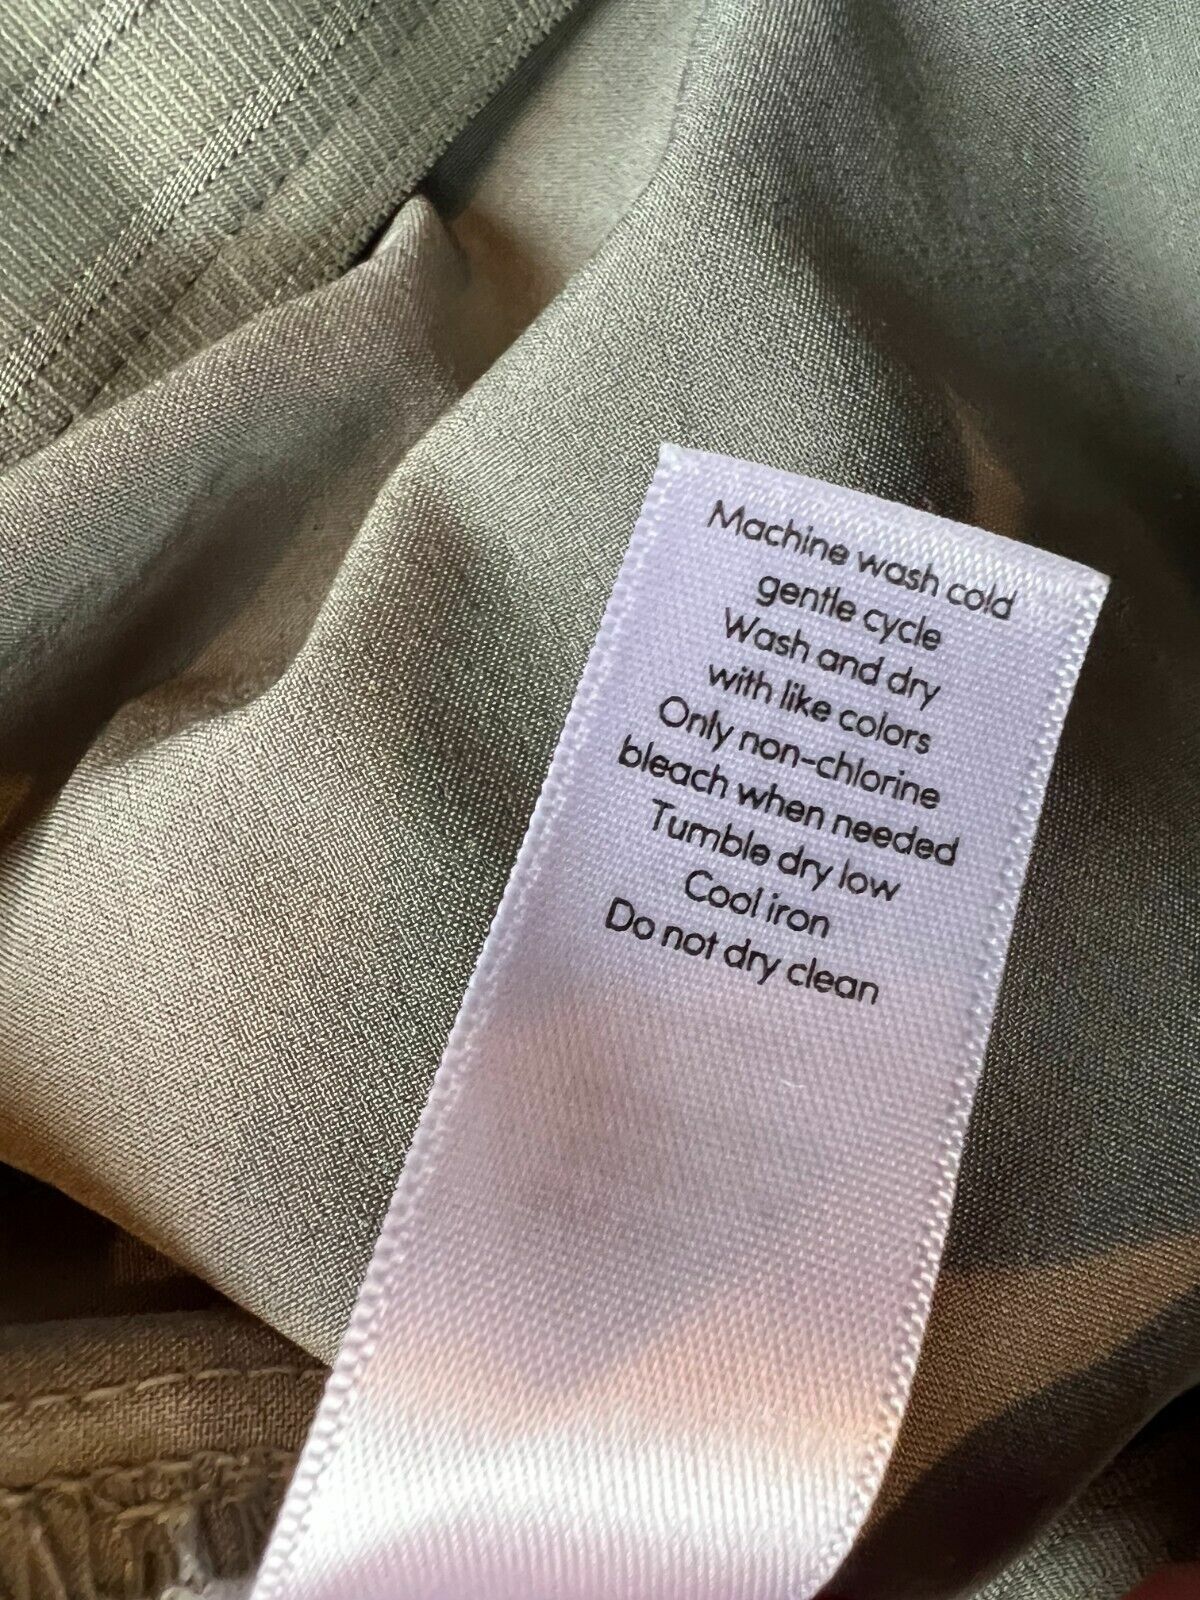 Machine wash cold
gentle cycle
Wash and dry
with like colors
Only non-chlorine
bleach when needed
Tumble dry low
Cool iron
Do not dry clean